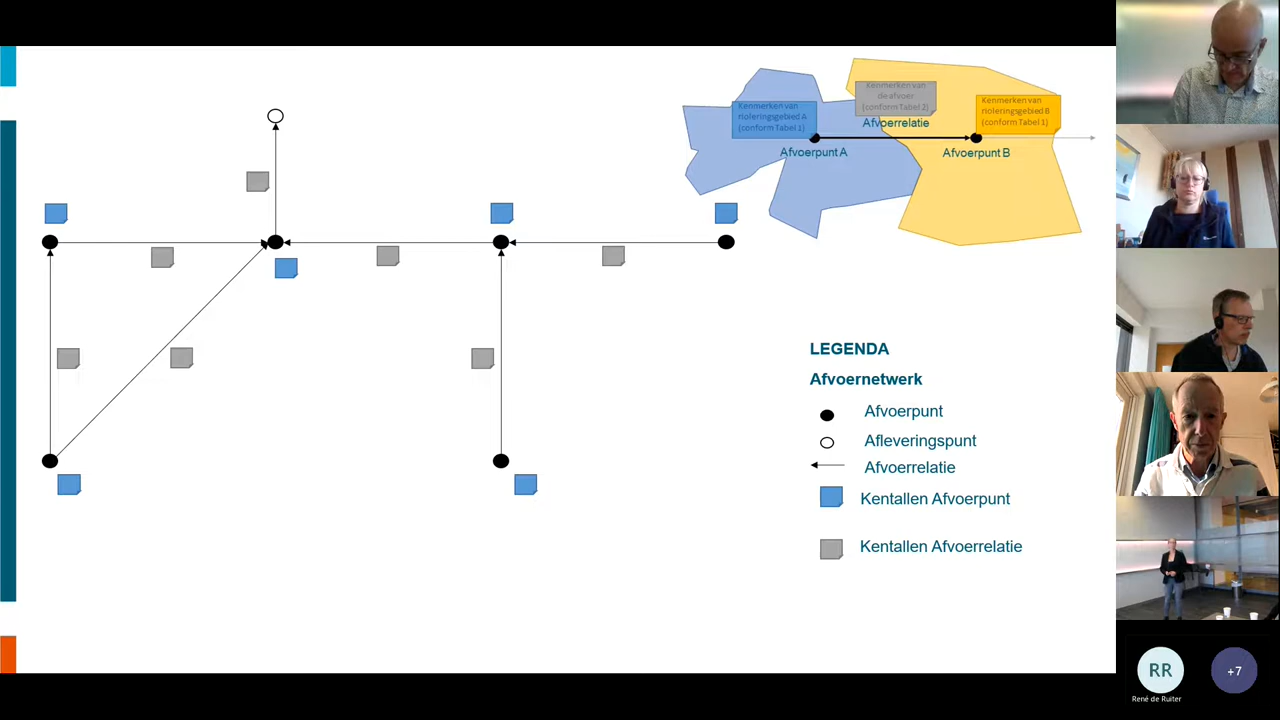 Kenmerken van
rioleringsgebied A
(conform Tabel 1)
Kenmerken van
de afvoer
(conform Tabel 2)
Kenmerken van
rioleringsgebied B
(conform Tabel 1)
Afvoerrelatie
Afvoerpunt A
Afvoerpunt B
LEGENDA
Afvoernetwerk
Afvoerpunt
Afleveringspunt
Afvoerrelatie
Kentallen Afvoerpunt
Kentallen Afvoerrelatie
RR
+7
René de Ruiter